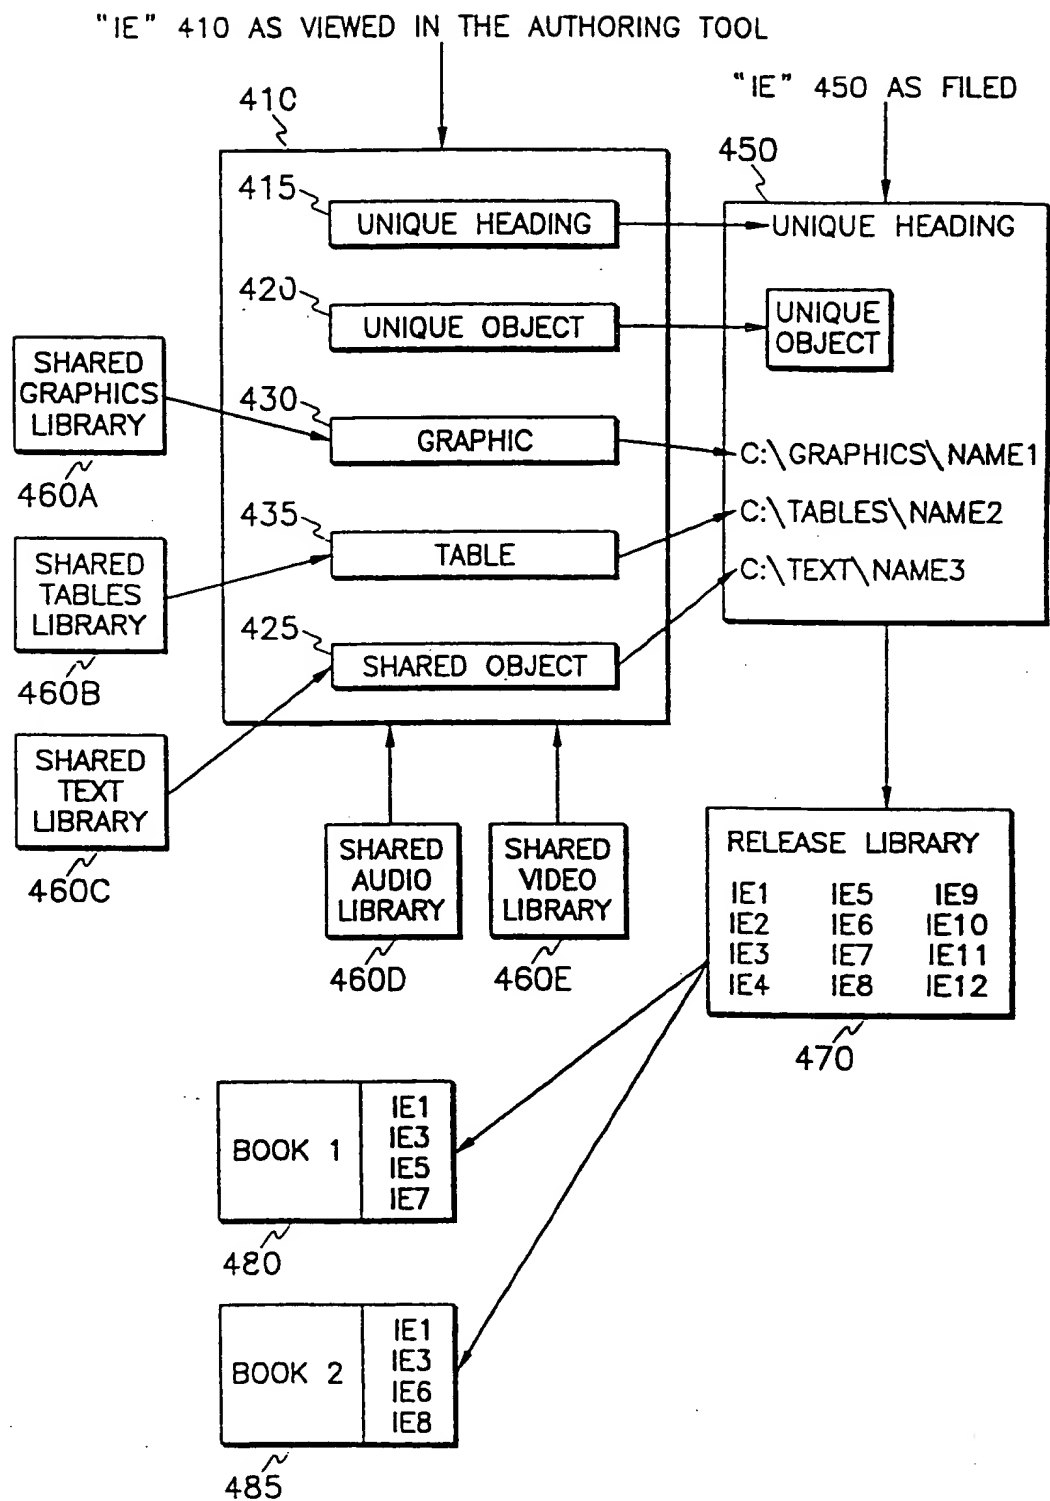 "IE" 410 AS VIEWED IN THE AUTHORING TOOL
"IE" 450 AS FILED
410
450
415
UNIQUE HEADING
UNIQUE HEADING
420
UNIQUE OBJECT
UNIQUE
OBJECT
SHARED
GRAPHICS
LIBRARY
460A
430
GRAPHIC
C:\GRAPHICS\NAME1
435
TABLE
C:\TABLES\NAME2
SHARED
TABLES
LIBRARY
460B
C:\TEXT\NAME3
425
SHARED OBJECT
SHARED
TEXT
LIBRARY
460C
SHARED
AUDIO
LIBRARY
460D
SHARED
VIDEO
LIBRARY
460E
RELEASE LIBRARY
IE1 IE5 IE9
IE2 IE6 IE10
IE3 IE7 IE11
IE4 IE8 IE12
470
BOOK 1
IE1
IE3
IE5
IE7
480
BOOK 2
IE1
IE3
IE6
IE8
485